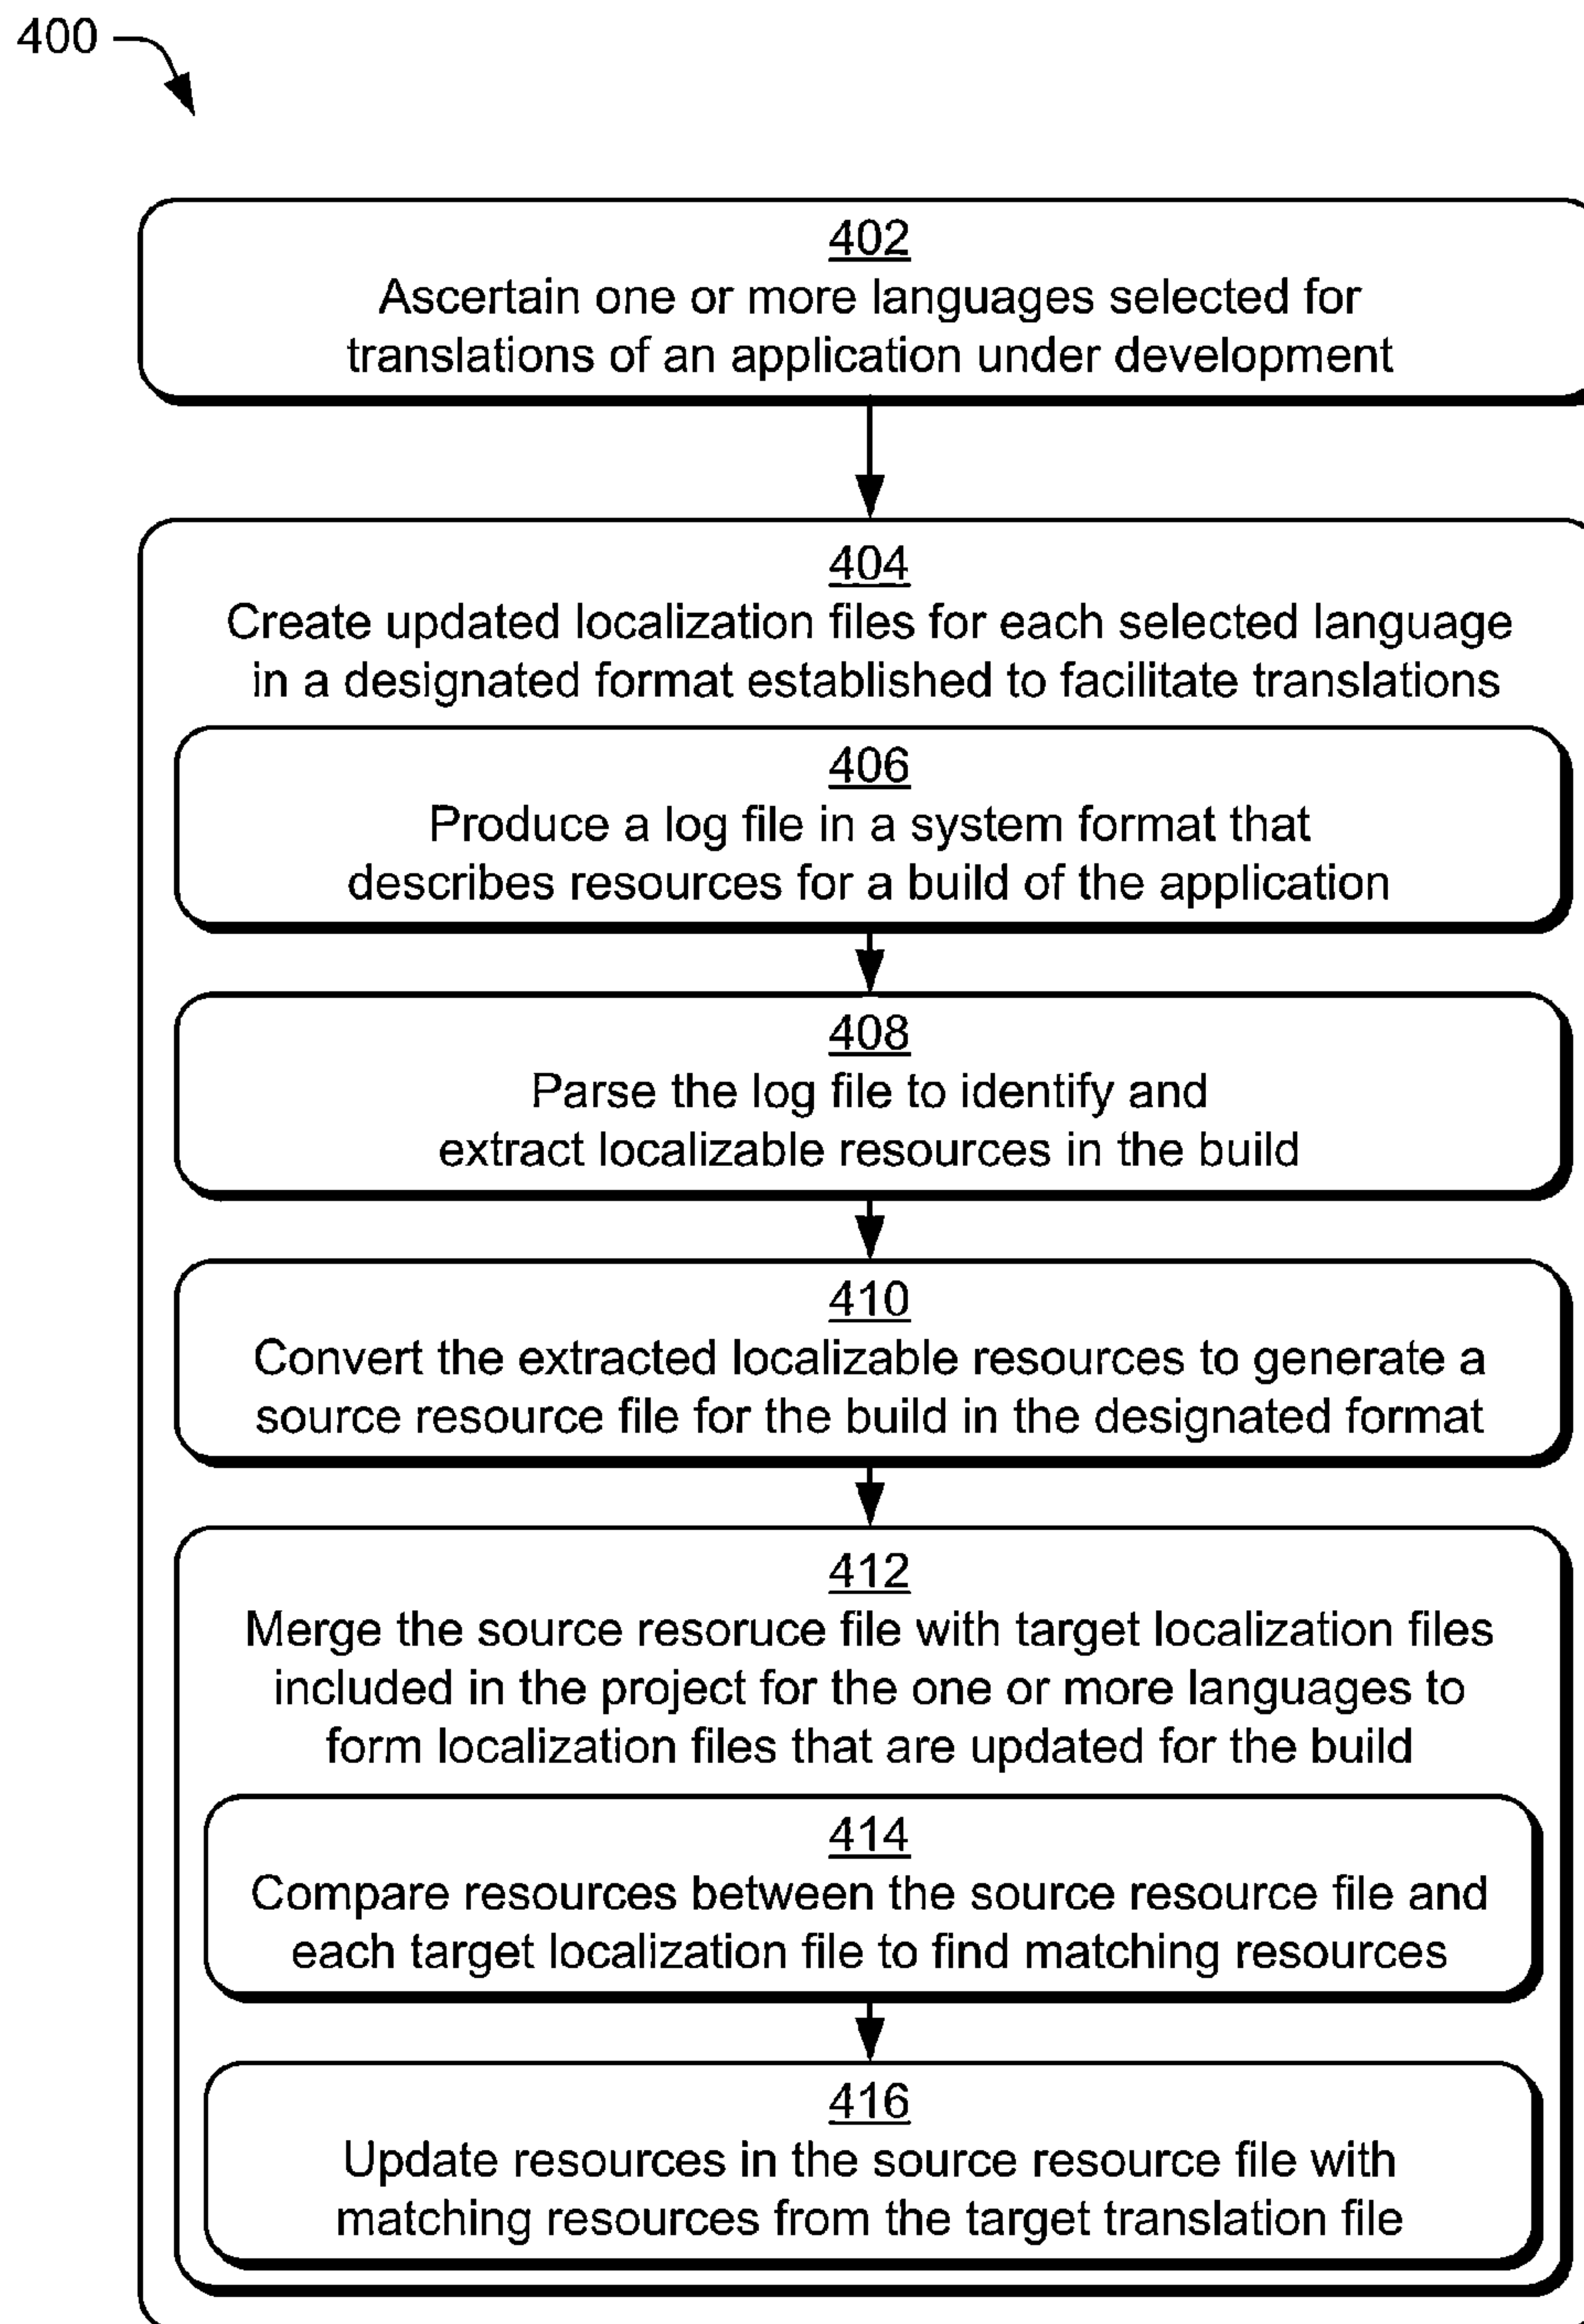 400
402
Ascertain one or more languages selected for
translations of an application under development
404
Create updated localization files for each selected language
in a designated format established to facilitate translations
406
Produce a log file in a system format that
describes resources for a build of the application
408
Parse the log file to identify and
extract localizable resources in the build
410
Convert the extracted localizable resources to generate a
source resource file for the build in the designated format
412
Merge the source resoruce file with target localization files
included in the project for the one or more languages to
form localization files that are updated for the build
414
Compare resources between the source resource file and
each target localization file to find matching resources
416
Update resources in the source resource file with
matching resources from the target translation file